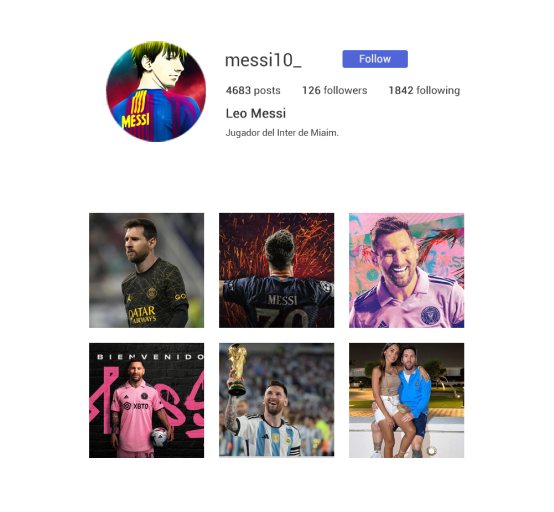 messi10_
Follow
4683 posts 126 followers 1842 following
Leo Messi
Jugador del Inter de Miaim.
MESSI
QATAR
AIRWAYS
MESSI
30
BIENVENIDO
XBTO